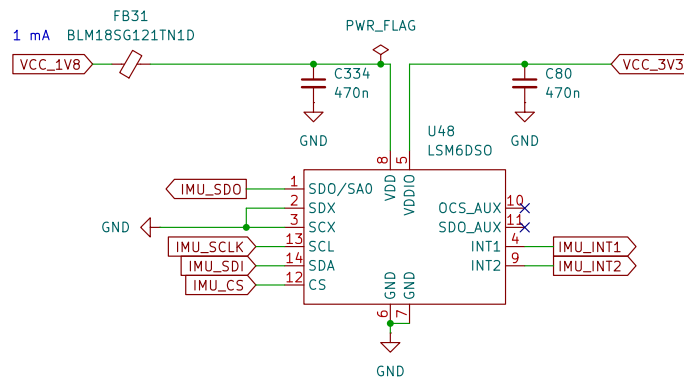 FB31
1 mA BLM18SG121TN1D
PWR_FLAG
VCC_1V8
VCC_3V3
C334
470n
C80
470n
GND
GND
U48
LSM6DSO
8
5
VDD
VDDIO
IMU_SDO 1 SDO/SA0
2 SDX
OCS_AUX 10
GND 3 SCX
SDO_AUX 11
IMU_SCLK 13 SCL
INT1 4 IMU_INT1
IMU_SDI 14 SDA
INT2 9 IMU_INT2
IMU_CS 12 CS
GND
GND
6
7
GND